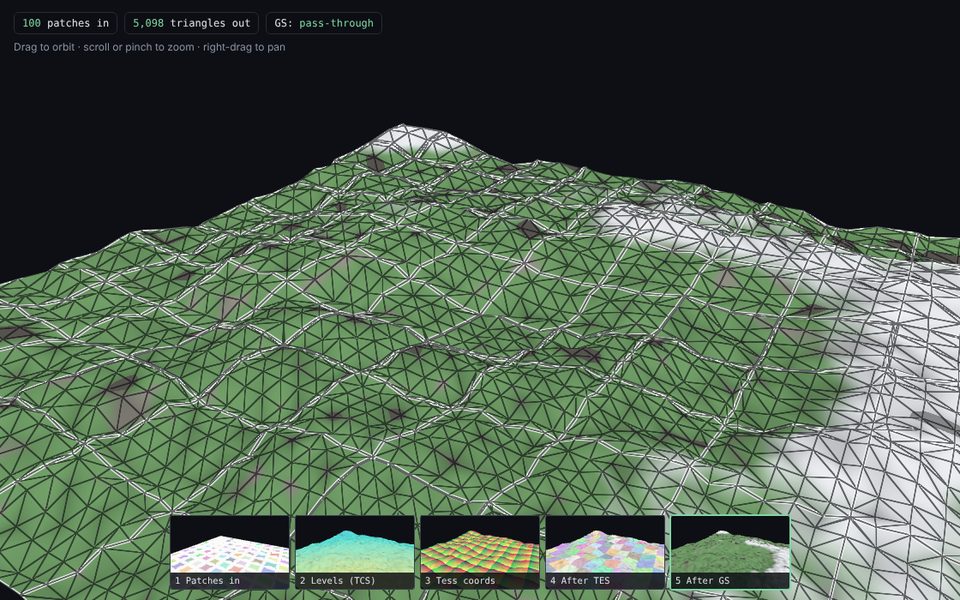 100 patches in 5,098 triangles out GS: pass-through
Drag to orbit · scroll or pinch to zoom · right-drag to pan
1 Patches in 2 Levels (TCS) 3 Tess coords 4 After TES 5 After GS